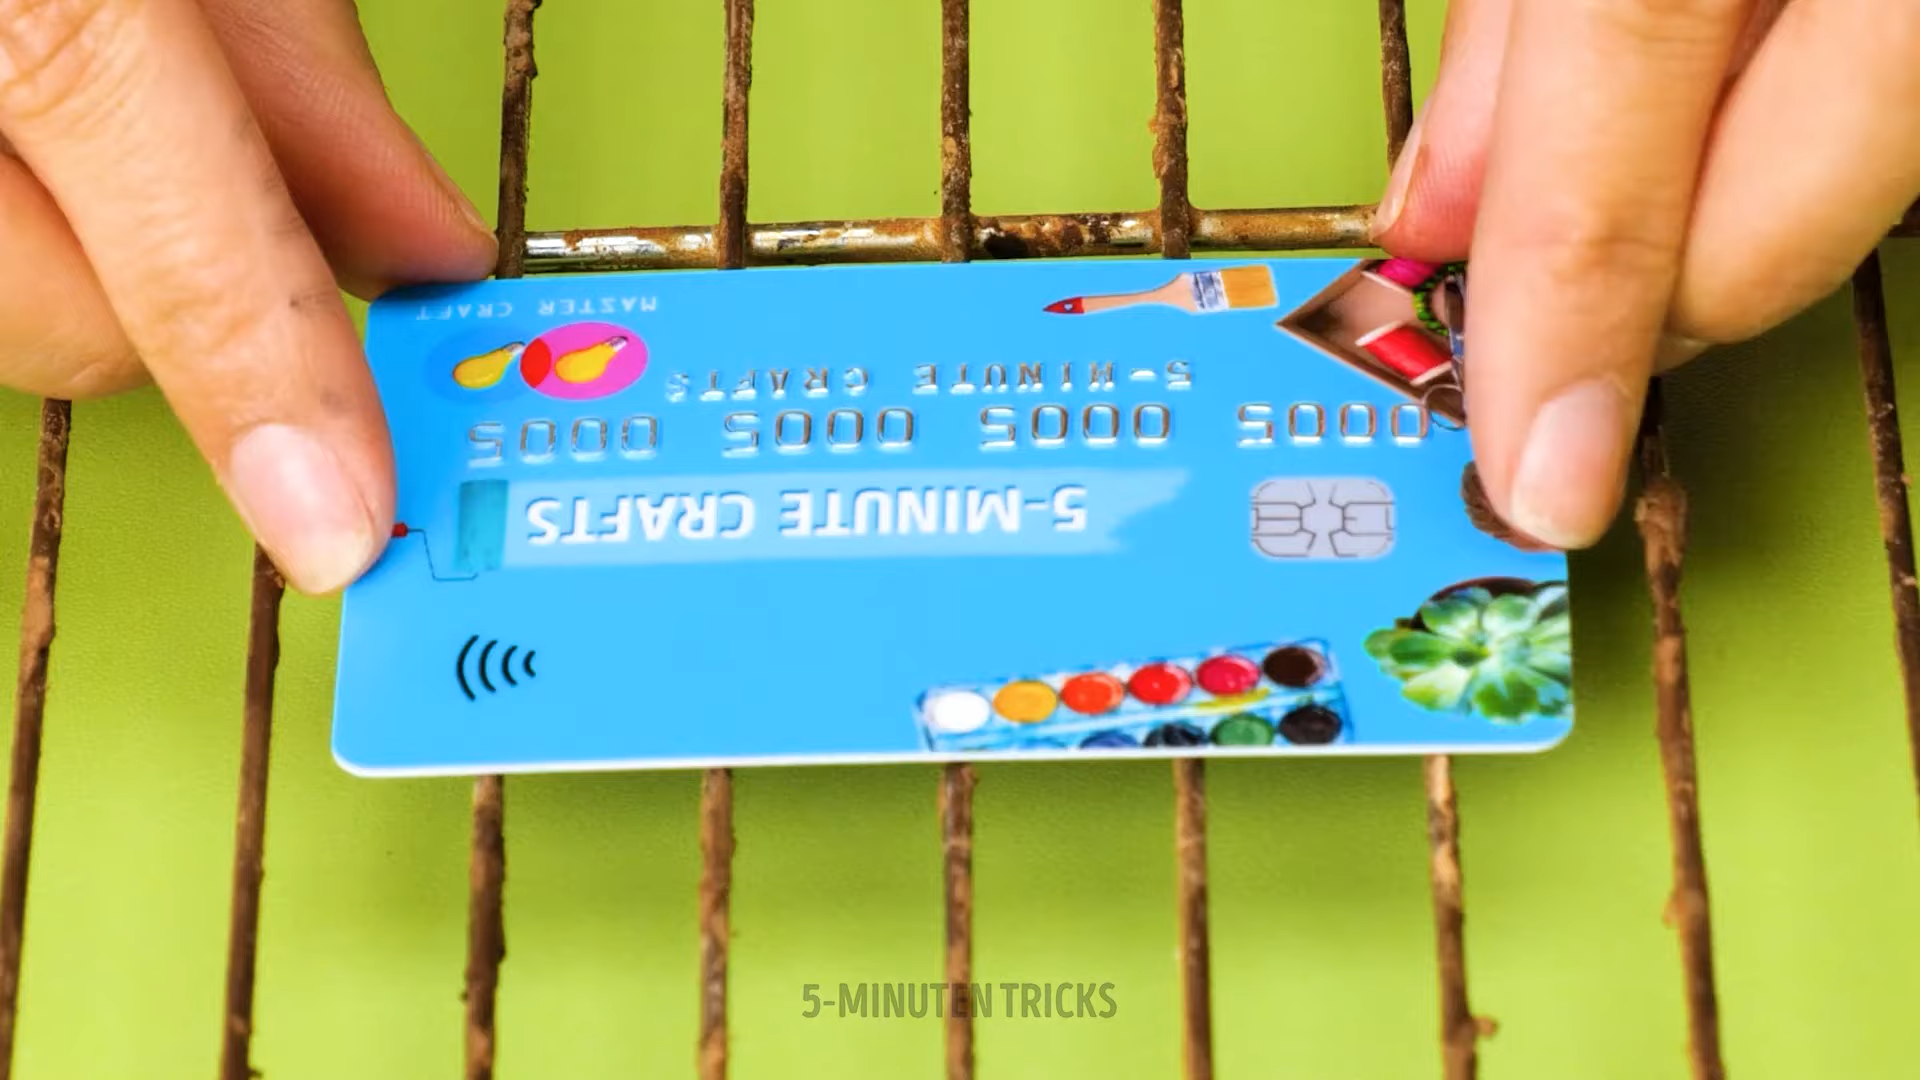 5-MINUTE CRAFTS
0005 0005 0005 0005
5-MINUTE CRAFTS
MASTER CRAFT
5-MINUTEN TRICKS